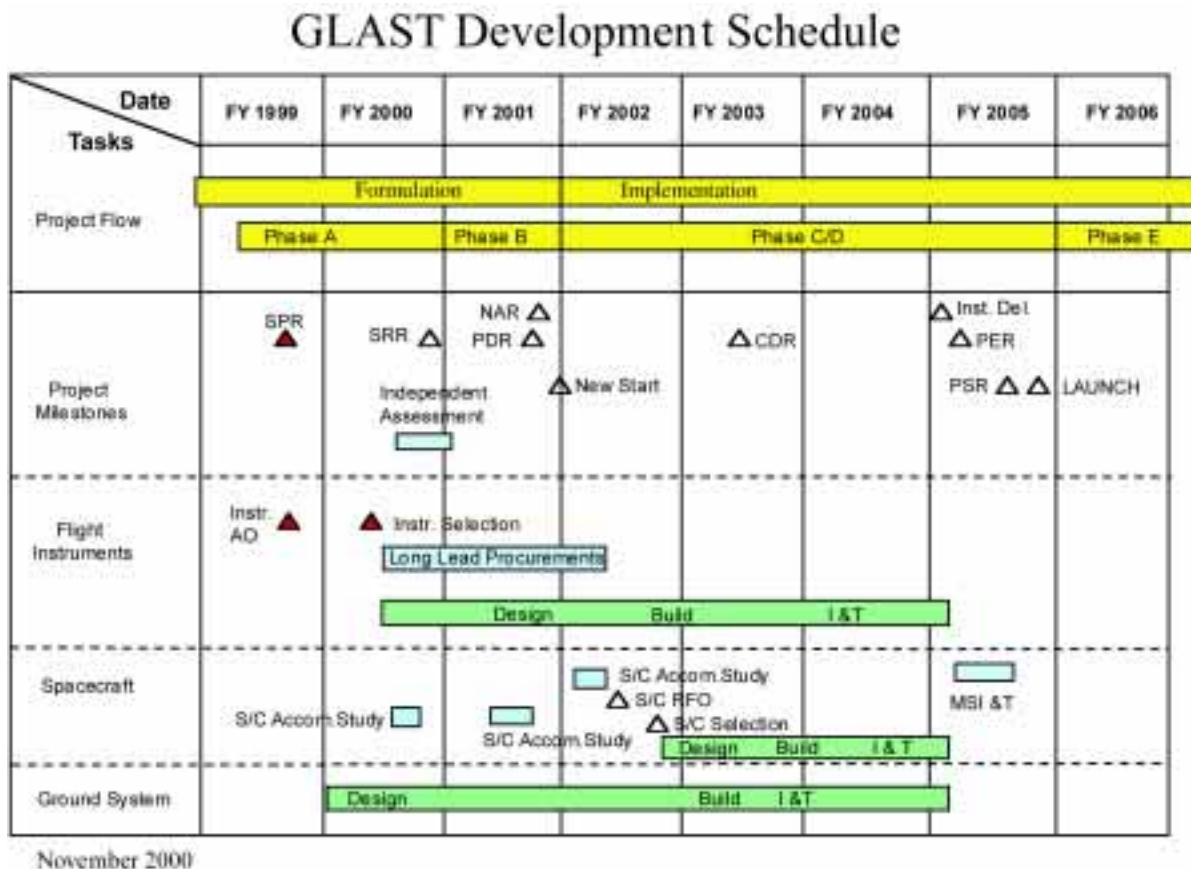 GLAST Development Schedule
Date
Tasks
FY 1999
FY 2000
FY 2001
FY 2002
FY 2003
FY 2004
FY 2005
FY 2006
Project Flow
Formulation
Implementation
Phase A
Phase B
Phase C/D
Phase E
Project
Milestones
SPR
SRR
NAR
PDR
New Start
Independent
Assessment
CDR
Inst. Del.
PER
PSR
LAUNCH
Flight
Instruments
Instr.
AO
Instr. Selection
Long Lead Procurements
Design
Build
I &T
Spacecraft
S/C Accom.Study
S/C Accom.Study
S/C Accom.Study
S/C RFO
S/C Selection
Design
Build
I & T
MSI &T
Ground System
Design
Build
I &T
November 2000